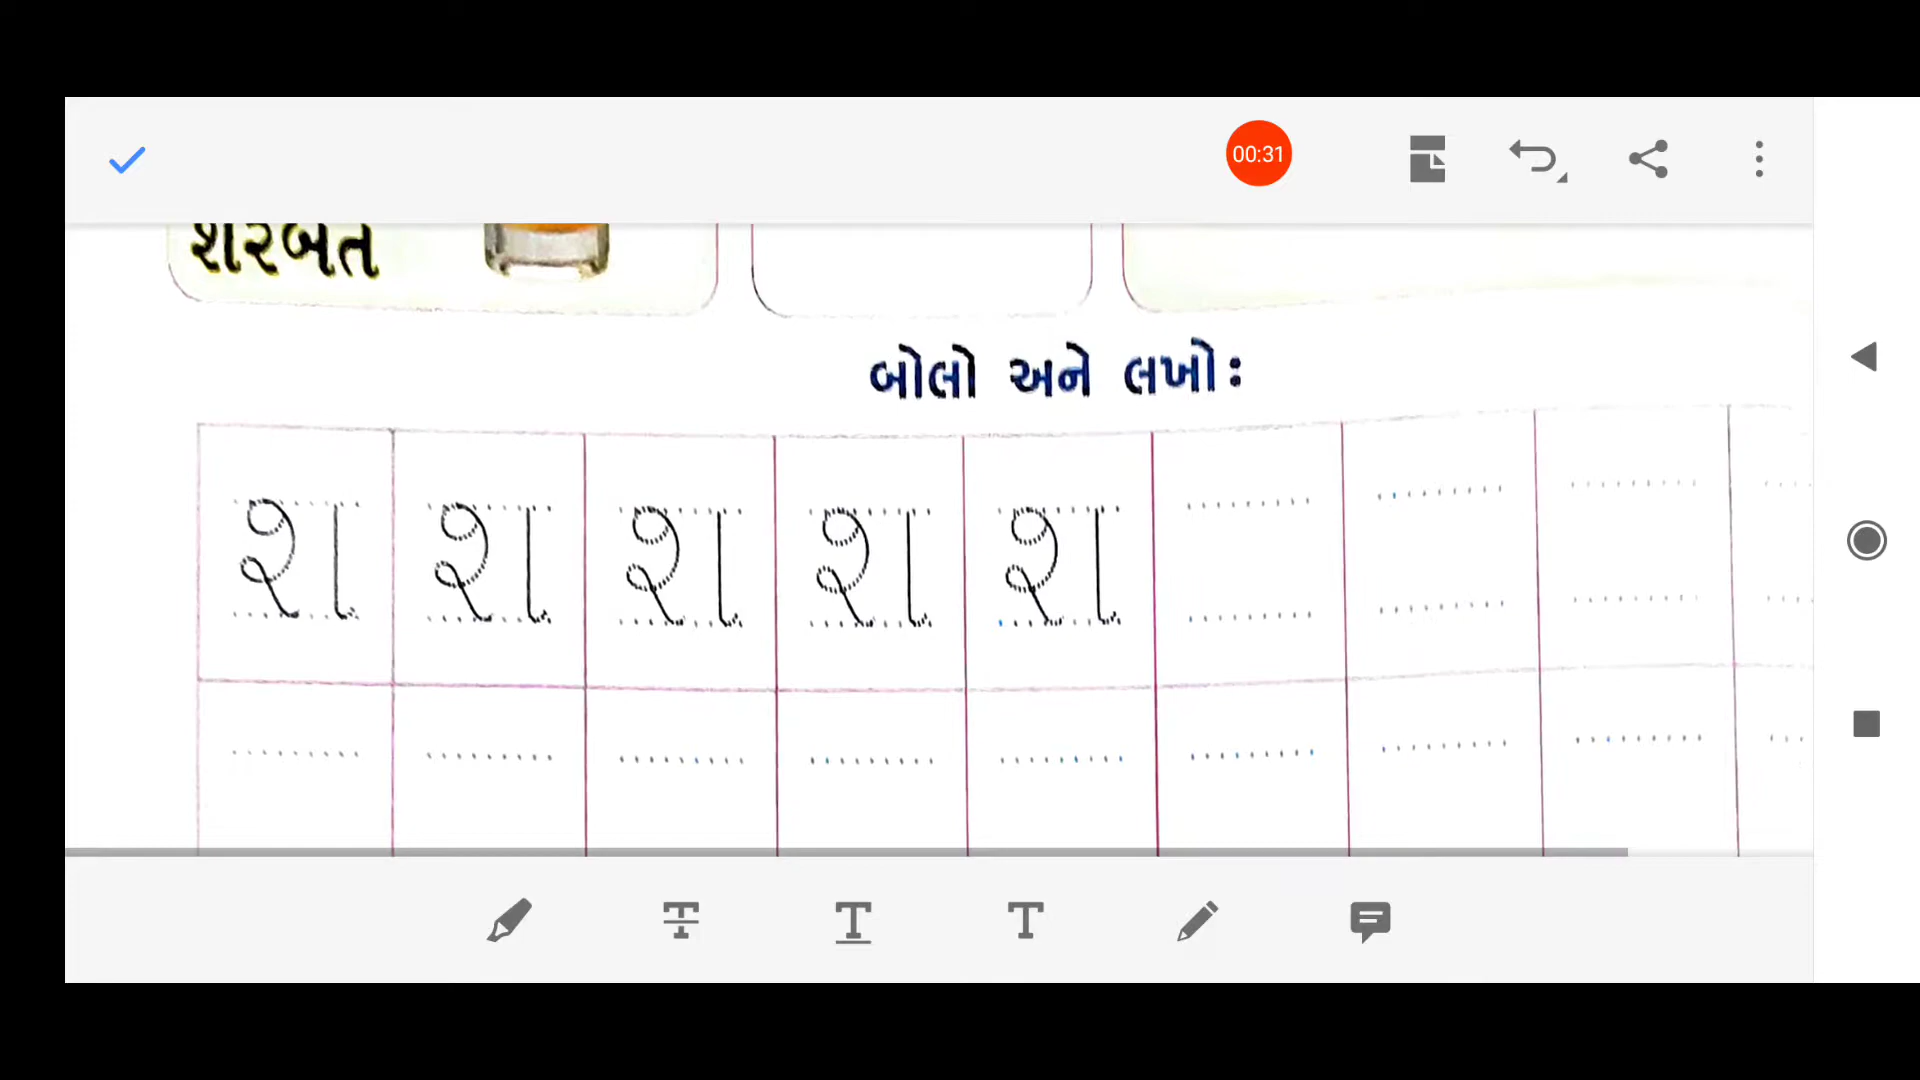 00:31
શરબત
બોલો અને લખો:
શ શ શ શ શ